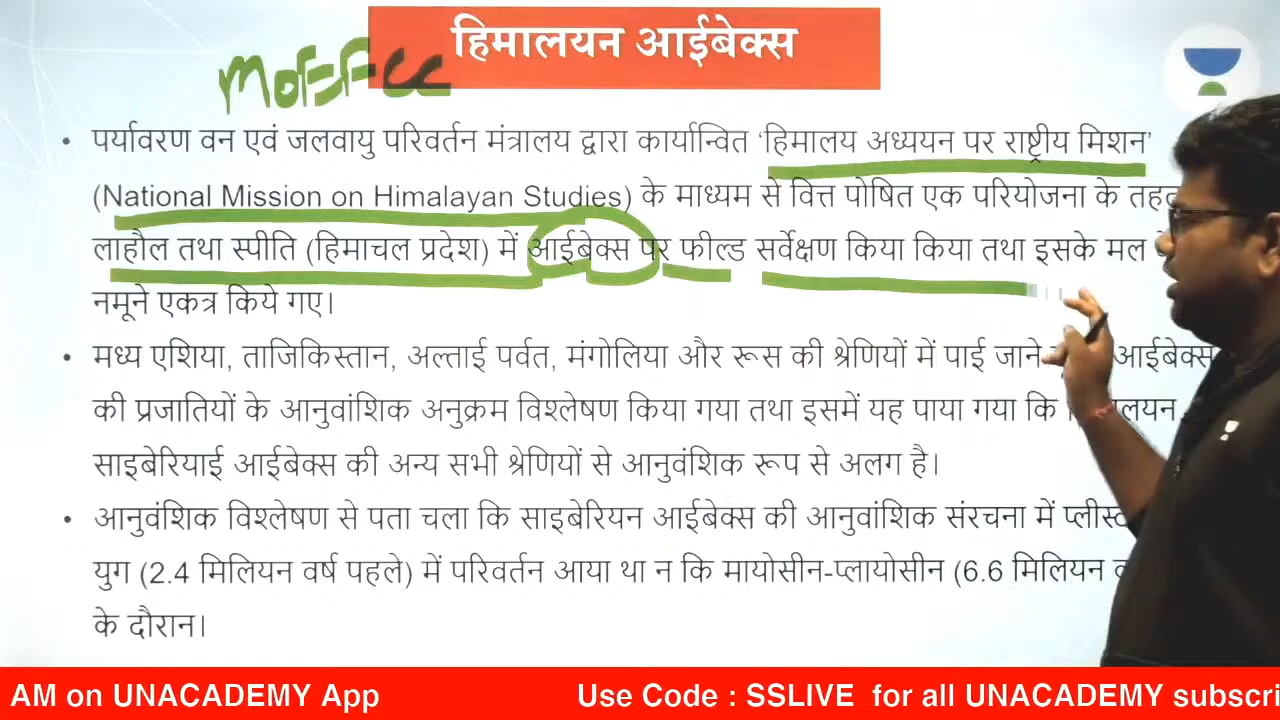 हिमालयन आईबेक्स
MOEFCC
• पर्यावरण वन एवं जलवायु परिवर्तन मंत्रालय द्वारा कार्यान्वित 'हिमालय अध्ययन पर राष्ट्रीय मिशन'
(National Mission on Himalayan Studies) के माध्यम से वित्त पोषित एक परियोजना के तहत
लाहौल तथा स्पीति (हिमाचल प्रदेश) में आईबेक्स पर फील्ड सर्वेक्षण किया किया तथा इसके मल
नमूने एकत्र किये गए।
• मध्य एशिया, ताजिकिस्तान, अल्ताई पर्वत, मंगोलिया और रूस की श्रेणियों में पाई जाने आईबेक्स
की प्रजातियों के आनुवांशिक अनुक्रम विश्लेषण किया गया तथा इसमें यह पाया गया कि
साइबेरियाई आईबेक्स की अन्य सभी श्रेणियों से आनुवंशिक रूप से अलग है।
• आनुवंशिक विश्लेषण से पता चला कि साइबेरियन आईबेक्स की आनुवांशिक संरचना में
युग (2.4 मिलियन वर्ष पहले) में परिवर्तन आया था न कि मायोसीन-प्लायोसीन (6.6 मिलियन
के दौरान।
AM on UNACADEMY App Use Code : SSLIVE for all UNACADEMY subscri